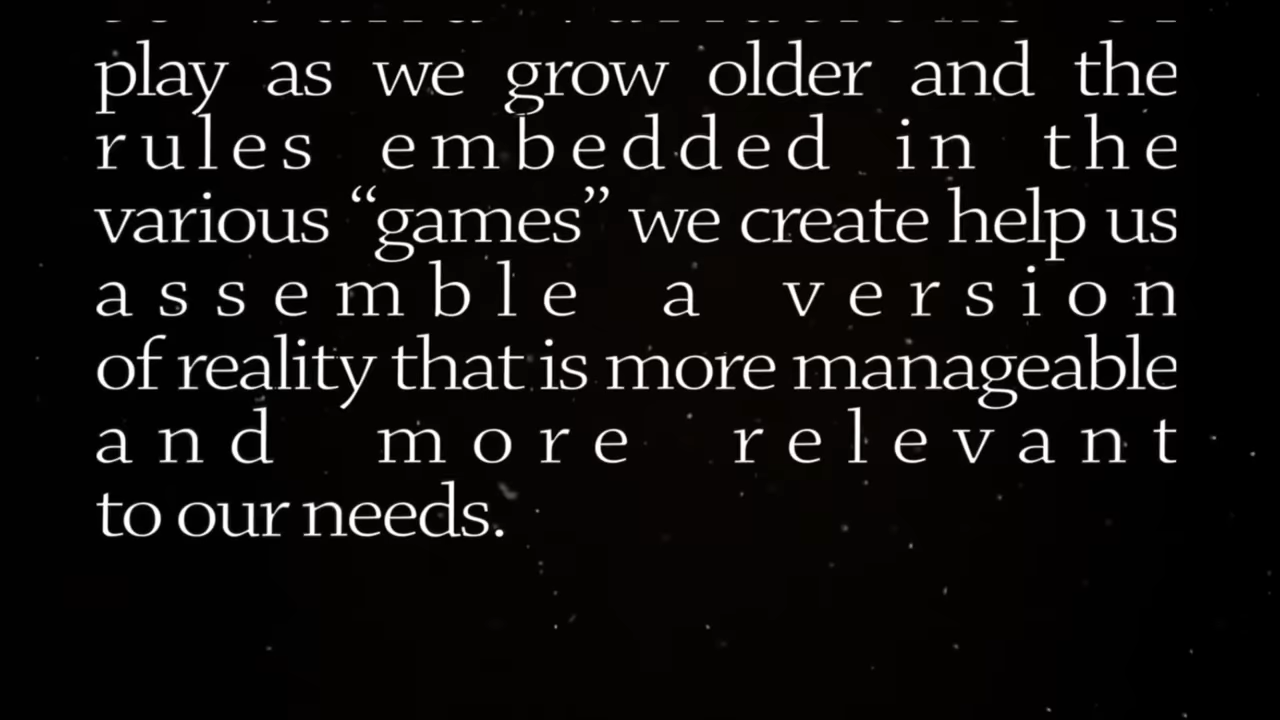 play as we grow older and the
rules embedded in the
various “games” we create help us
assemble a version
of reality that is more manageable
and more relevant
to our needs.